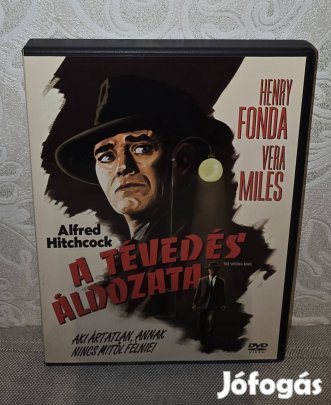 HENRY
FONDA
VERA
MILES
Alfred
Hitchcock
A TÉVEDÉS
ÁLDOZATA
THE WRONG MAN
AKI ÁRTATLAN, ANNAK
NINCS MITŐL FÉLNIE!
DVD
VIDEO
Jófogás